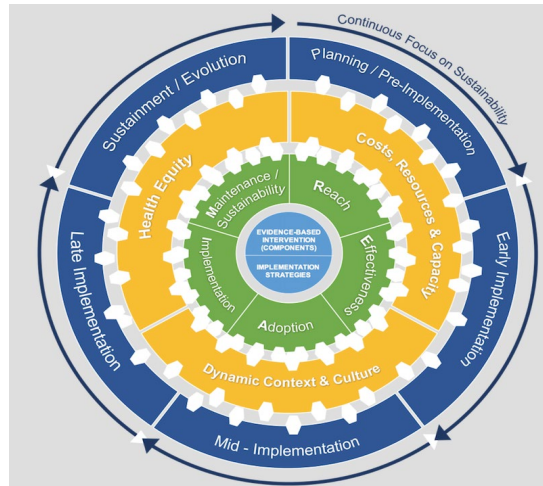 Continuous Focus on Sustainability
Planning / Pre-Implementation
Early Implementation
Mid - Implementation
Late Implementation
Sustainment / Evolution
Costs, Resources & Capacity
Dynamic Context & Culture
Health Equity
Reach
Effectiveness
Adoption
Implementation
Maintenance /
Sustainability
EVIDENCE-BASED
INTERVENTION
(COMPONENTS)
IMPLEMENTATION
STRATEGIES